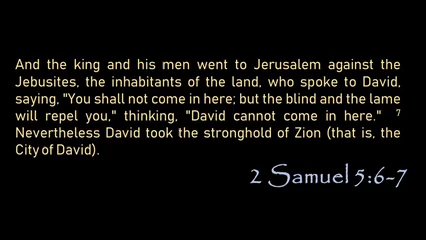 And the king and his men went to Jerusalem against the
Jebusites, the inhabitants of the land, who spoke to David,
saying, "You shall not come in here; but the blind and the lame
will repel you," thinking, "David cannot come in here." 7
Nevertheless David took the stronghold of Zion (that is, the
City of David).
2 Samuel 5:6-7